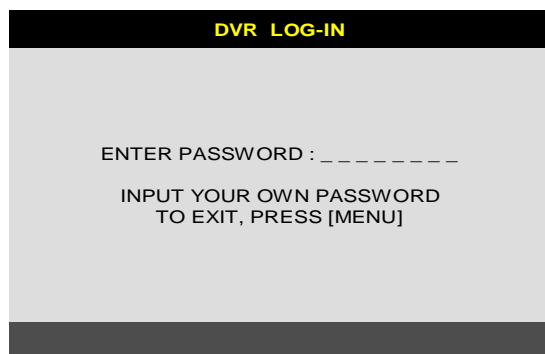 DVR LOG-IN
ENTER PASSWORD : _ _ _ _ _ _ _ _
INPUT YOUR OWN PASSWORD
TO EXIT, PRESS [MENU]